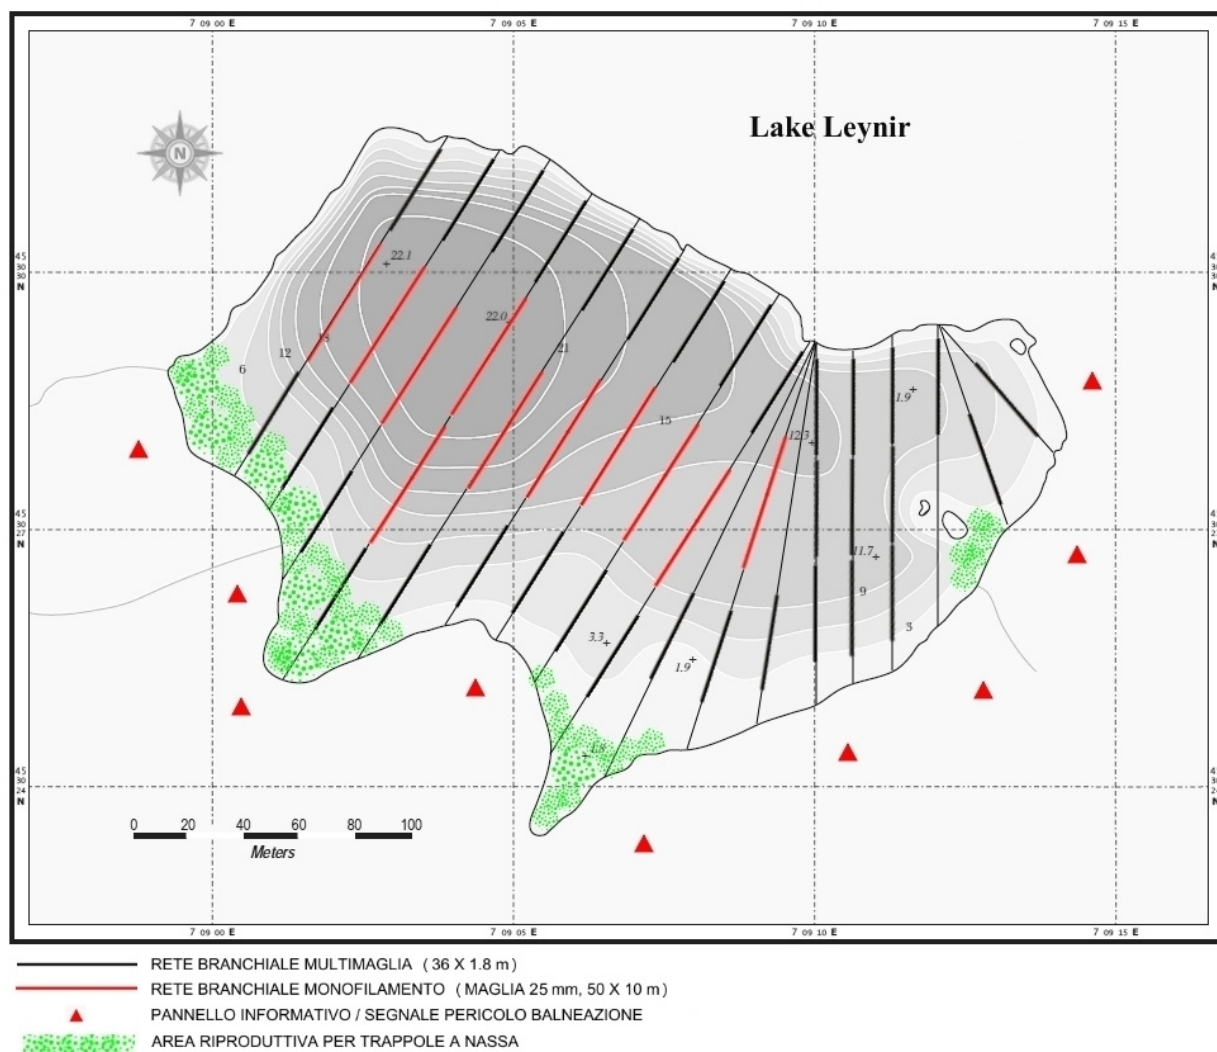 7 09 00 E
7 09 05 E
7 09 10 E
7 09 15 E
Lake Leynir
N
45
30
30
N
22.1
22.0
18
12
6
21
15
12.3
1.9
45
30
27
N
11.7
9
3
3.3
1.9
45
30
24
N
0 20 40 60 80 100
Meters
7 09 00 E
7 09 05 E
7 09 10 E
7 09 15 E
RETE BRANCHIALE MULTIMAGLIA ( 36 X 1.8 m )
RETE BRANCHIALE MONOFILAMENTO ( MAGLIA 25 mm, 50 X 10 m )
PANNELLO INFORMATIVO / SEGNALE PERICOLO BALNEAZIONE
AREA RIPRODUTTIVA PER TRAPPOLE A NASSA